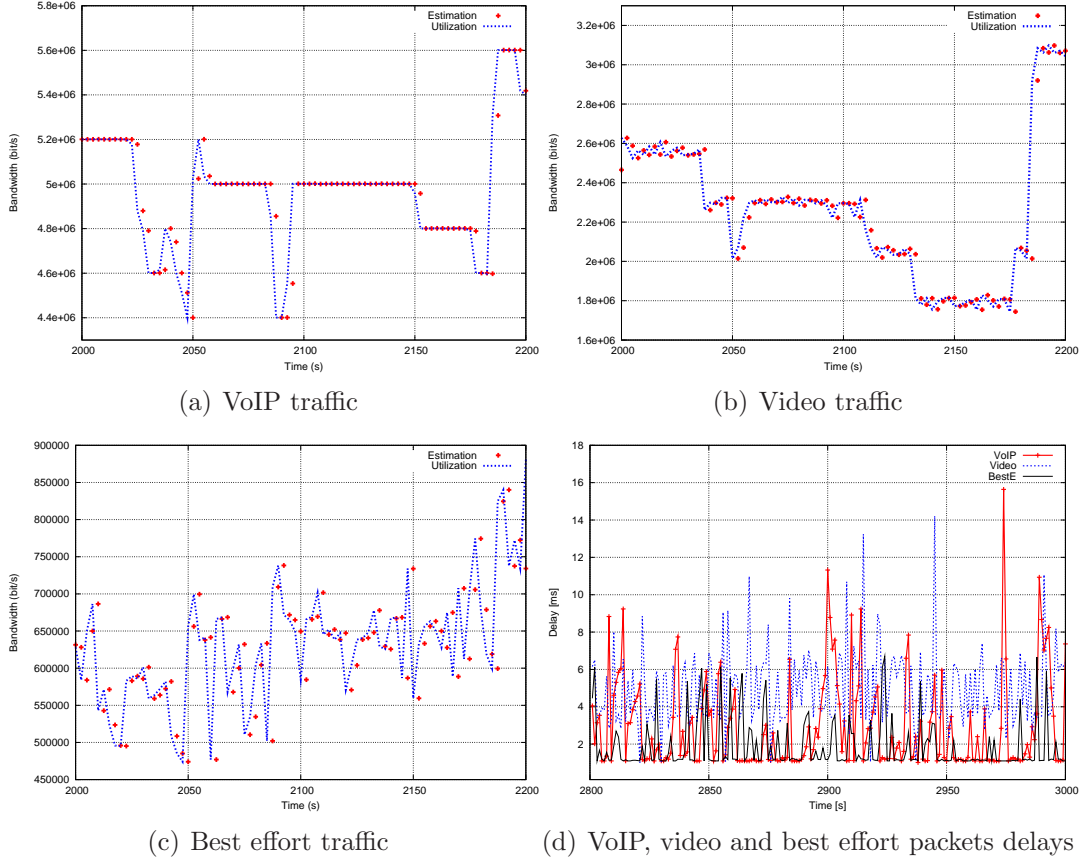 5.8e+06
5.6e+06
5.4e+06
5.2e+06
5e+06
4.8e+06
4.6e+06
4.4e+06
Bandwidth (bit/s)
Estimation
Utilization
2000 2050 2100 2150 2200
Time (s)
(a) VoIP traffic
3.2e+06
3e+06
2.8e+06
2.6e+06
2.4e+06
2.2e+06
2e+06
1.8e+06
1.6e+06
Bandwidth (bit/s)
Estimation
Utilization
2000 2050 2100 2150 2200
Time (s)
(b) Video traffic
900000
850000
800000
750000
700000
650000
600000
550000
500000
450000
Bandwidth (bit/s)
Estimation
Utilization
2000 2050 2100 2150 2200
Time (s)
(c) Best effort traffic
18
16
14
12
10
8
6
4
2
Delay [ms]
VoIP
Video
BestE
2800 2850 2900 2950 3000
Time [s]
(d) VoIP, video and best effort packets delays